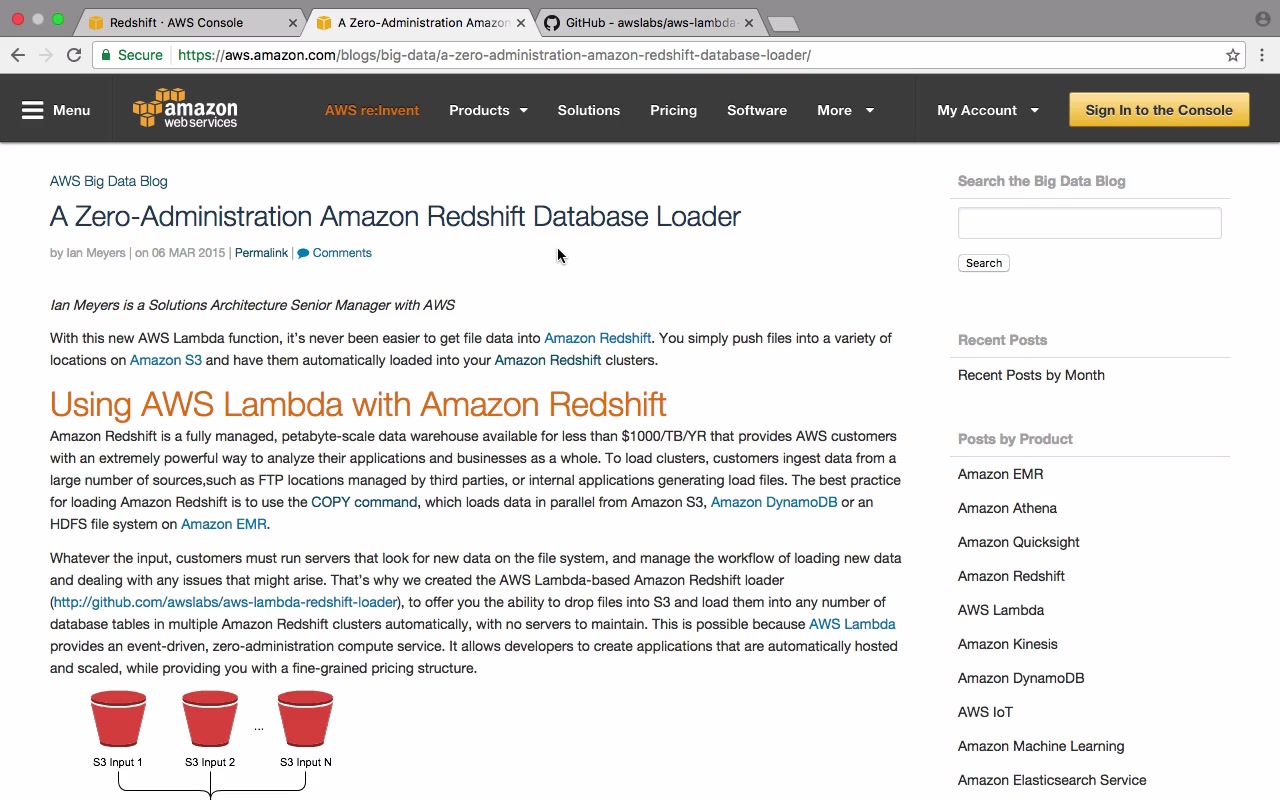 Redshift · AWS Console
A Zero-Administration Amazon
GitHub - awslabs/aws-lambda-
Secure
https://aws.amazon.com/blogs/big-data/a-zero-administration-amazon-redshift-database-loader/
Menu
amazon
web services
AWS re:Invent
Products
Solutions
Pricing
Software
More
My Account
Sign In to the Console
AWS Big Data Blog
A Zero-Administration Amazon Redshift Database Loader
by Ian Meyers | on 06 MAR 2015 | Permalink | Comments
Ian Meyers is a Solutions Architecture Senior Manager with AWS
With this new AWS Lambda function, it's never been easier to get file data into Amazon Redshift. You simply push files into a variety of
locations on Amazon S3 and have them automatically loaded into your Amazon Redshift clusters.
Using AWS Lambda with Amazon Redshift
Amazon Redshift is a fully managed, petabyte-scale data warehouse available for less than $1000/TB/YR that provides AWS customers
with an extremely powerful way to analyze their applications and businesses as a whole. To load clusters, customers ingest data from a
large number of sources,such as FTP locations managed by third parties, or internal applications generating load files. The best practice
for loading Amazon Redshift is to use the COPY command, which loads data in parallel from Amazon S3, Amazon DynamoDB or an
HDFS file system on Amazon EMR.
Whatever the input, customers must run servers that look for new data on the file system, and manage the workflow of loading new data
and dealing with any issues that might arise. That's why we created the AWS Lambda-based Amazon Redshift loader
(http://github.com/awslabs/aws-lambda-redshift-loader), to offer you the ability to drop files into S3 and load them into any number of
database tables in multiple Amazon Redshift clusters automatically, with no servers to maintain. This is possible because AWS Lambda
provides an event-driven, zero-administration compute service. It allows developers to create applications that are automatically hosted
and scaled, while providing you with a fine-grained pricing structure.
...
S3 Input 1
S3 Input 2
S3 Input N
Search the Big Data Blog
Search
Recent Posts
Recent Posts by Month
Posts by Product
Amazon EMR
Amazon Athena
Amazon Quicksight
Amazon Redshift
AWS Lambda
Amazon Kinesis
Amazon DynamoDB
AWS IoT
Amazon Machine Learning
Amazon Elasticsearch Service